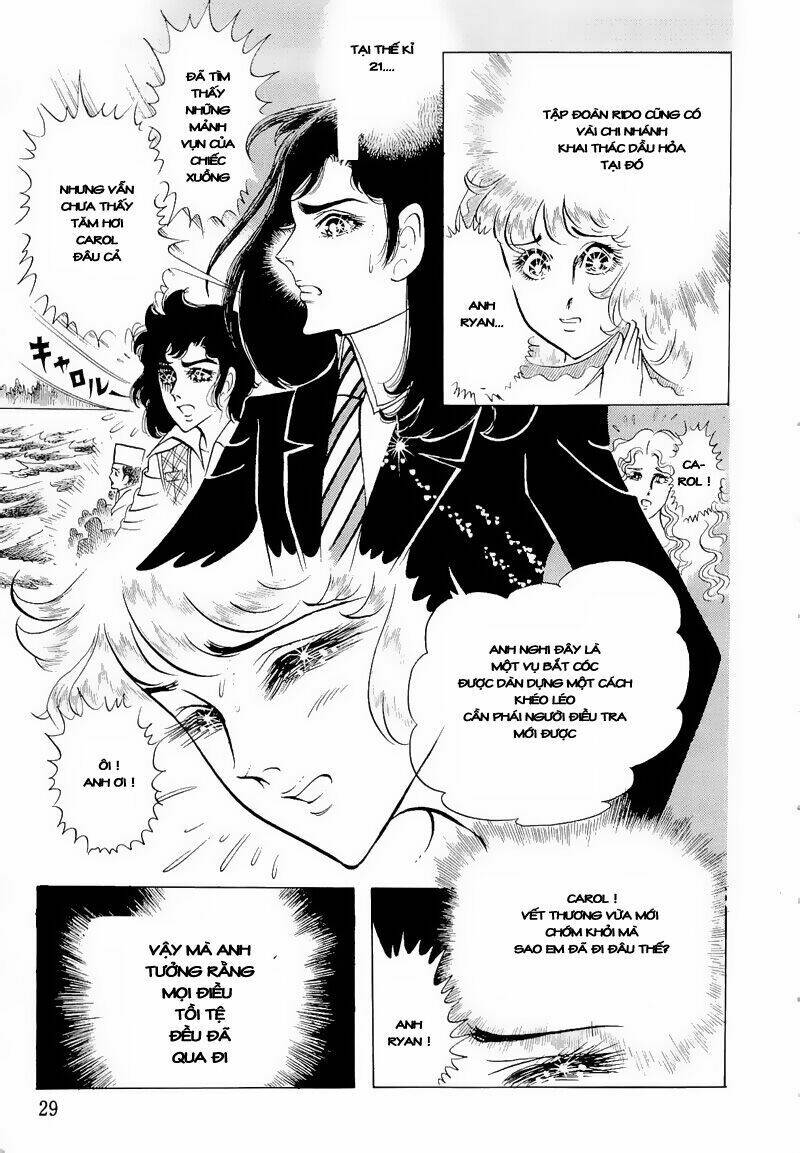 TẠI THẾ KỈ
21....
TẬP ĐOÀN RIDO CŨNG CÓ
VÀI CHI NHÁNH
KHAI THÁC DẦU HỎA
TẠI ĐÓ
ANH
RYAN...
ĐÃ TÌM
THẤY
NHỮNG
MẢNH
VỤN CỦA
CHIẾC
XUỒNG
NHƯNG VẪN
CHƯA THẤY
TĂM HƠI
CAROL
ĐÂU CẢ
キャロル
CA-
ROL !
ANH NGHI ĐÂY LÀ
MỘT VỤ BẮT CÓC
ĐƯỢC DÀN DỰNG MỘT CÁCH
KHÉO LÉO
CẦN PHÁI NGƯỜI ĐIỀU TRA
MỚI ĐƯỢC
ÔI !
ANH ƠI !
CAROL !
VẾT THƯƠNG VỪA MỚI
CHỚM KHỎI MÀ
SAO EM ĐÃ ĐI ĐÂU THẾ?
ANH
RYAN !
VẬY MÀ ANH
TƯỞNG RẰNG
MỌI ĐIỀU
TỒI TỆ
ĐỀU ĐÃ
QUA ĐI
29